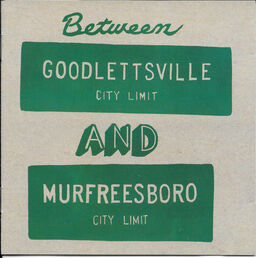 Between
GOODLETTSVILLE
CITY LIMIT
AND
MURFREESBORO
CITY LIMIT